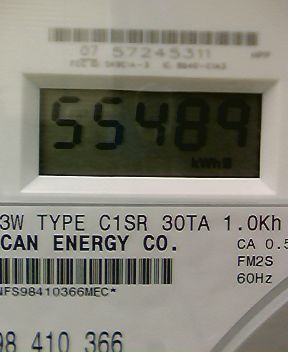 07 57245311
55489
kWh
3W TYPE C1SR 30TA 1.0Kh
CAN ENERGY CO.
CA 0.5
FM2S
60Hz
NFS98410366MEC*
98 410 366